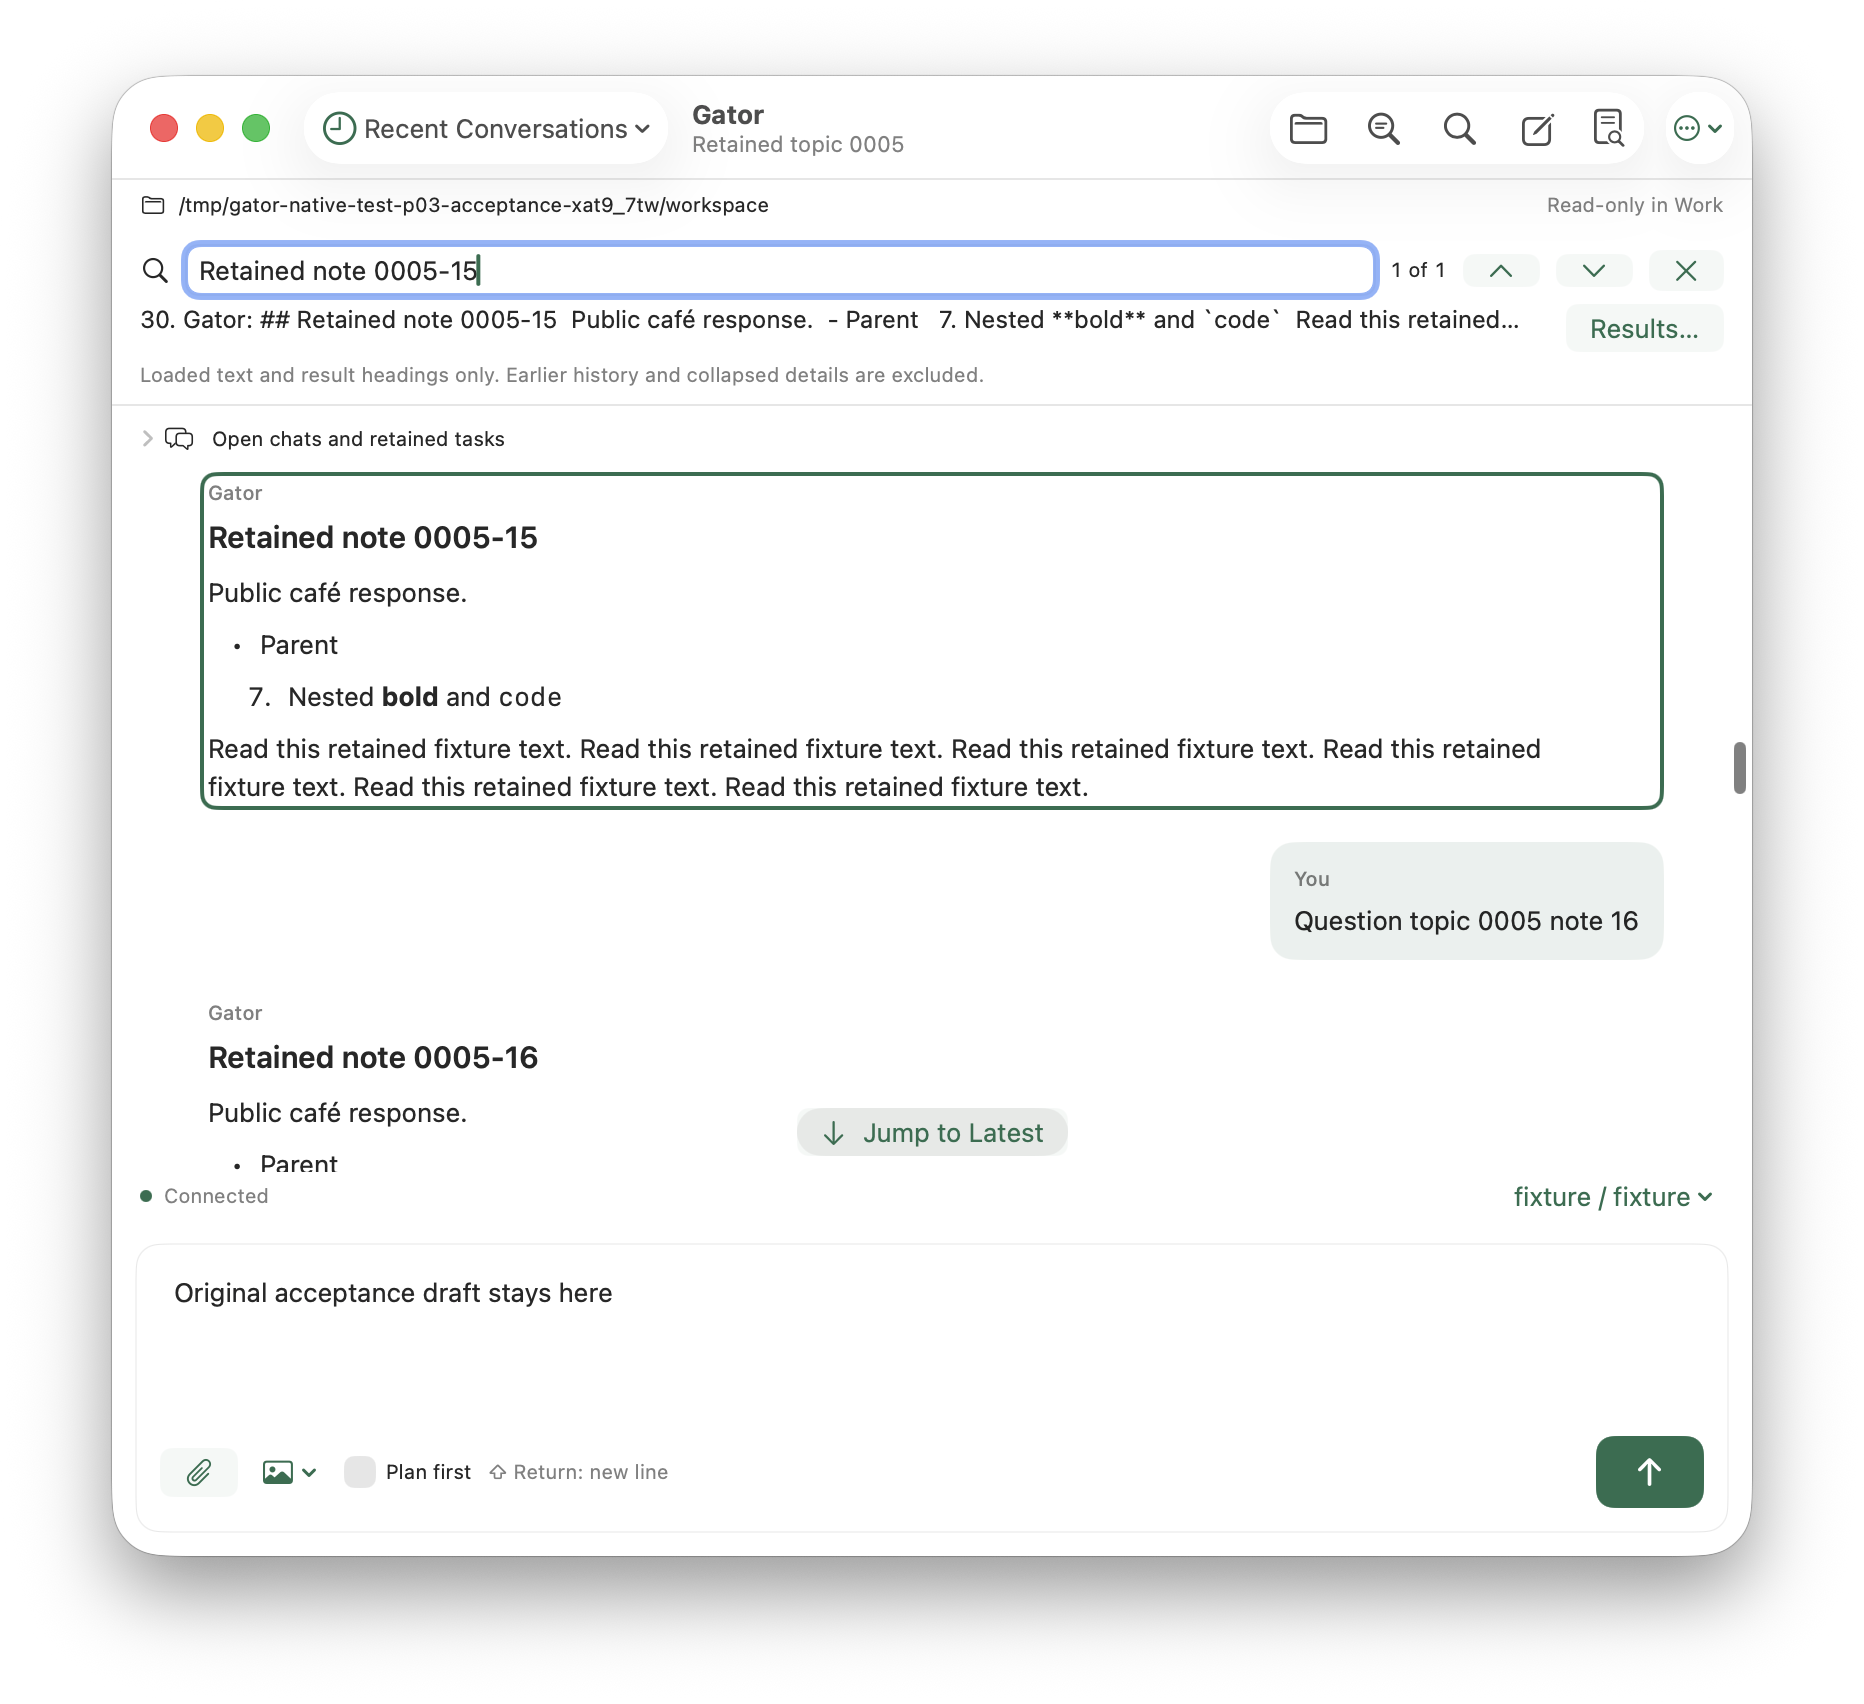 Recent Conversations
Gator
Retained topic 0005
/tmp/gator-native-test-p03-acceptance-xat9_7tw/workspace
Read-only in Work
Retained note 0005-15
1 of 1
30. Gator: ## Retained note 0005-15  Public café response.  - Parent   7. Nested **bold** and `code`  Read this retained...
Results...
Loaded text and result headings only. Earlier history and collapsed details are excluded.
Open chats and retained tasks
Gator
Retained note 0005-15
Public café response.
• Parent
7. Nested bold and code
Read this retained fixture text. Read this retained fixture text. Read this retained fixture text. Read this retained
fixture text. Read this retained fixture text. Read this retained fixture text.
You
Question topic 0005 note 16
Gator
Retained note 0005-16
Public café response.
Jump to Latest
• Parent
Connected
fixture / fixture
Original acceptance draft stays here
Plan first
Return: new line